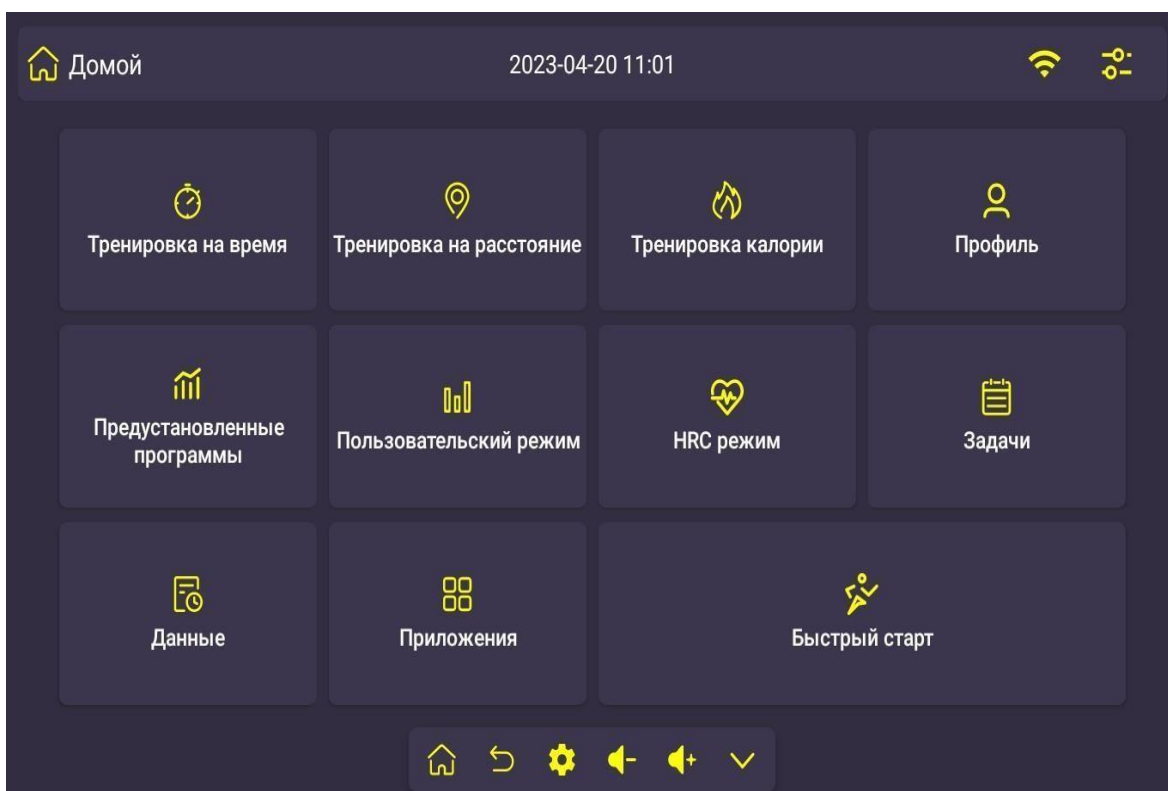 Домой
2023-04-20 11:01
Тренировка на время
Тренировка на расстояние
Тренировка калории
Профиль
Предустановленные
программы
Пользовательский режим
HRC режим
Задачи
Данные
Приложения
Быстрый старт